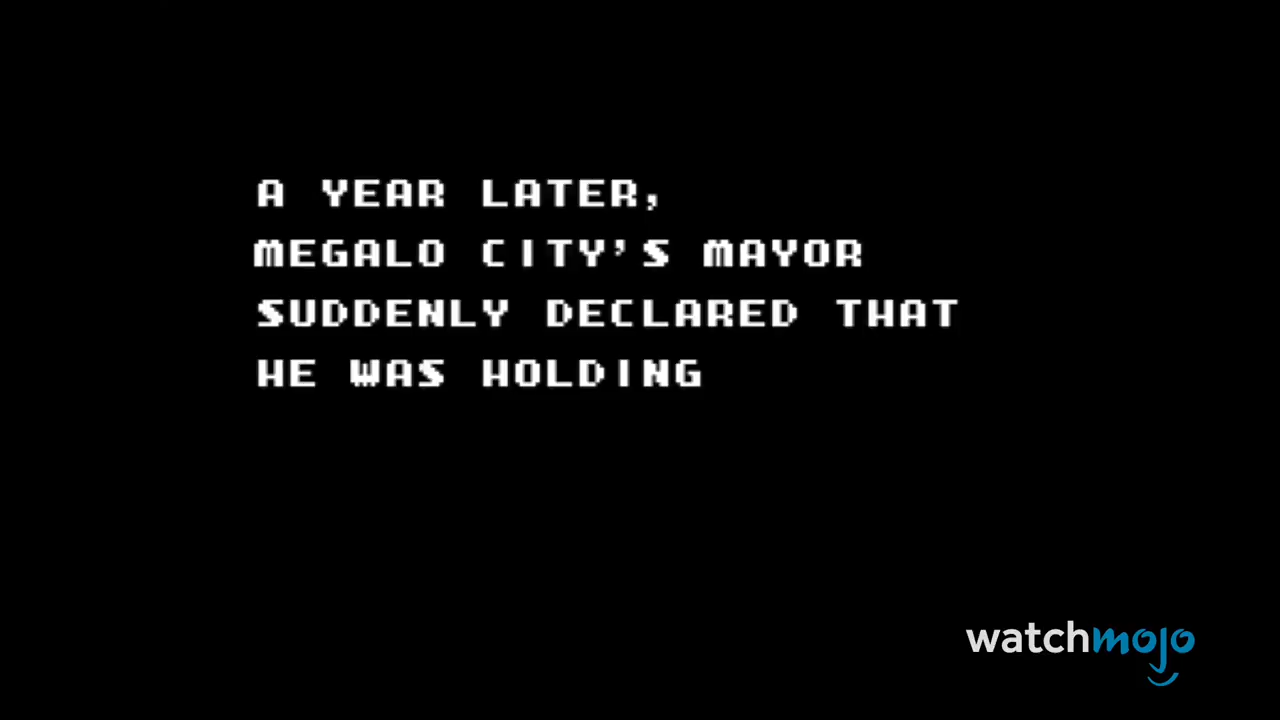 A YEAR LATER,
MEGALO CITY'S MAYOR
SUDDENLY DECLARED THAT
HE WAS HOLDING
watchmojo